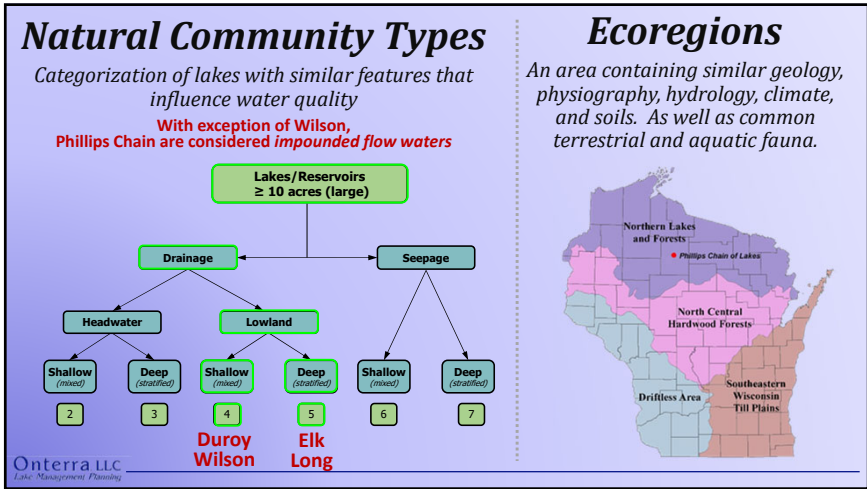 Natural Community Types
Categorization of lakes with similar features that
influence water quality
With exception of Wilson,
Phillips Chain are considered impounded flow waters
Lakes/Reservoirs
≥ 10 acres (large)
Drainage
Seepage
Headwater
Lowland
Shallow
(mixed)
Deep
(stratified)
Shallow
(mixed)
Deep
(stratified)
Shallow
(mixed)
Deep
(stratified)
2
3
4
5
6
7
Duroy
Wilson
Elk
Long
Onterra LLC
Lake Management Planning
Ecoregions
An area containing similar geology,
physiography, hydrology, climate,
and soils. As well as common
terrestrial and aquatic fauna.
Northern Lakes
and Forests
Phillips Chain of Lakes
North Central
Hardwood Forests
Driftless Area
Southeastern
Wisconsin
Till Plains